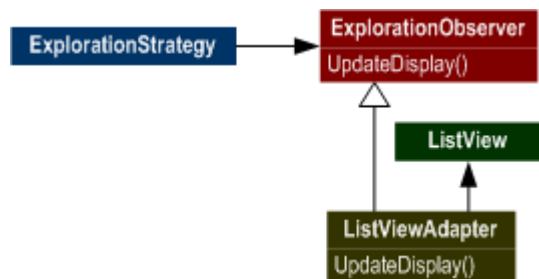 ExplorationStrategy
ExplorationObserver
UpdateDisplay()
ListView
ListViewAdapter
UpdateDisplay()